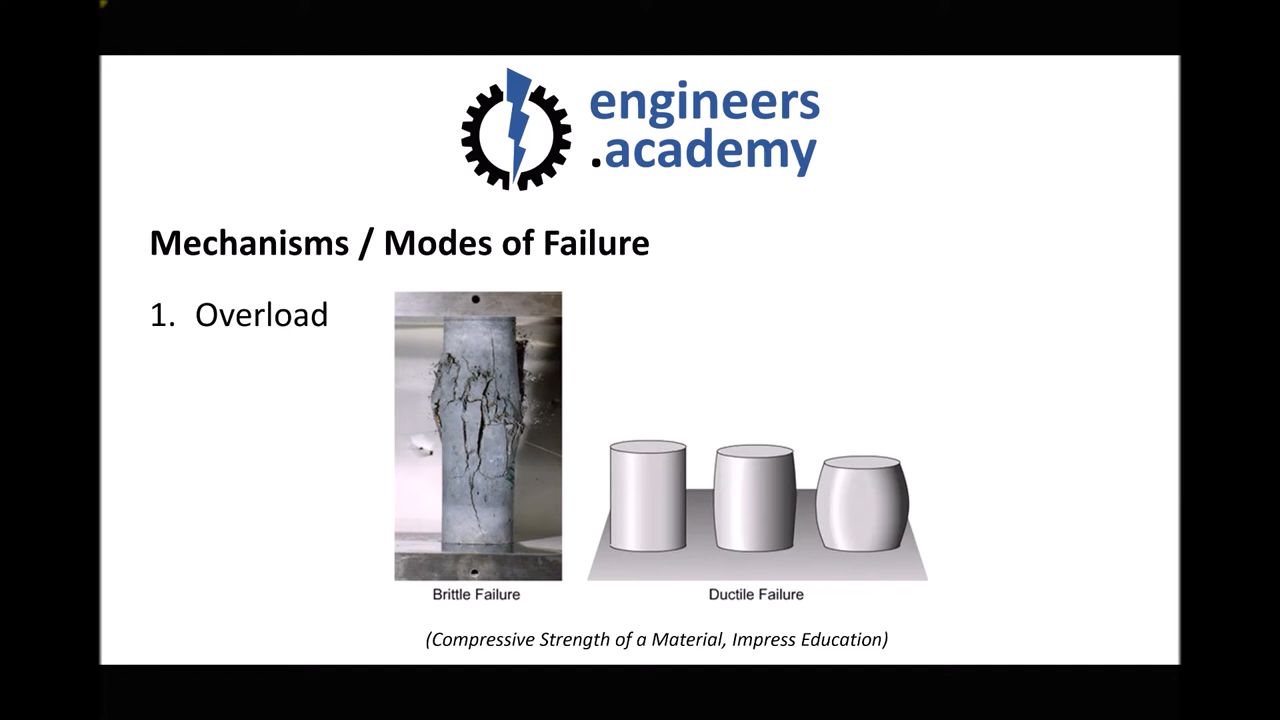 engineers
.academy
Mechanisms / Modes of Failure
1. Overload
Brittle Failure
Ductile Failure
(Compressive Strength of a Material, Impress Education)